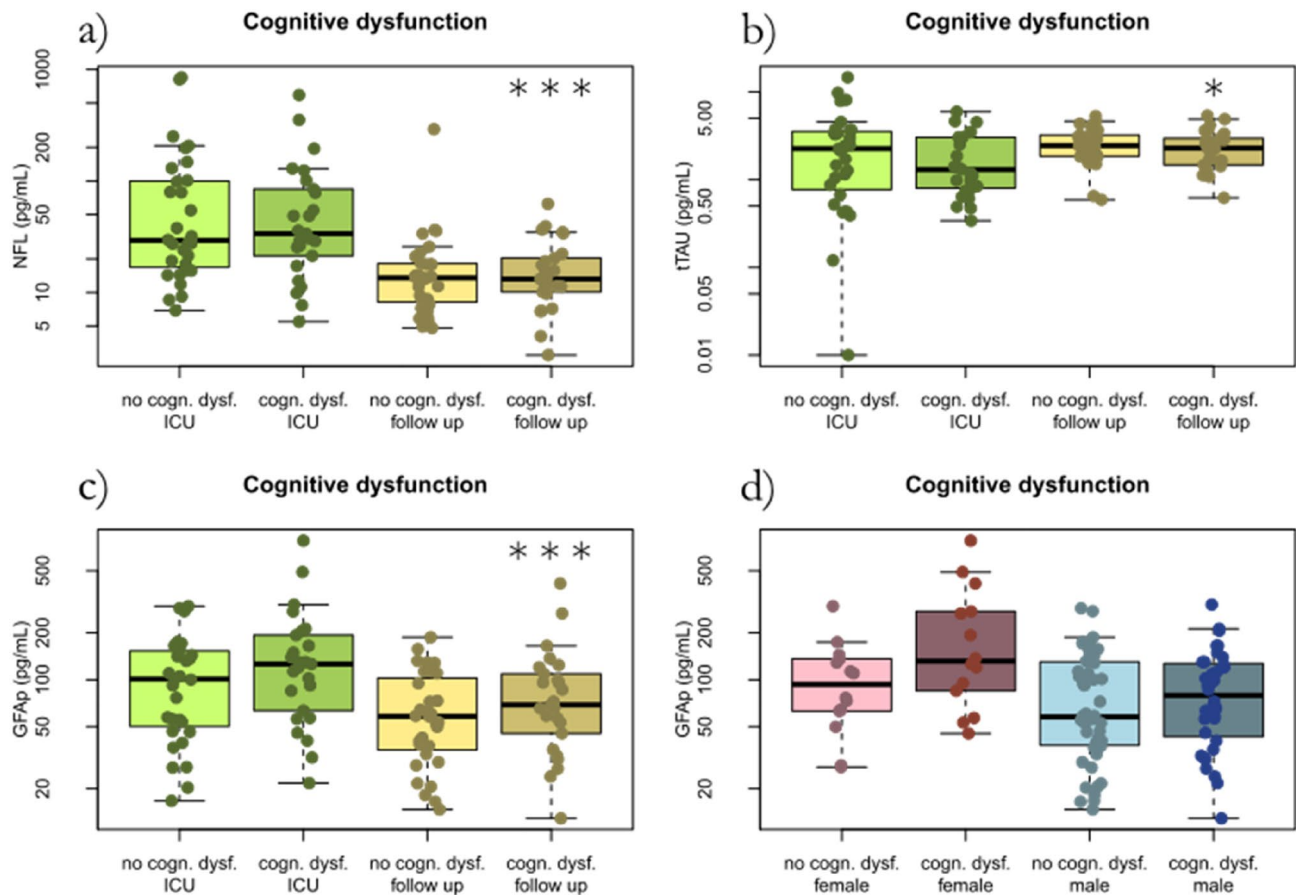 a)
Cognitive dysfunction
NFL (pg/mL)
1000
200
50
10
5
* * *
no cogn. dysf.
ICU
cogn. dysf.
ICU
no cogn. dysf.
follow up
cogn. dysf.
follow up
b)
Cognitive dysfunction
tTAU (pg/mL)
5.00
0.50
0.05
0.01
*
no cogn. dysf.
ICU
cogn. dysf.
ICU
no cogn. dysf.
follow up
cogn. dysf.
follow up
c)
Cognitive dysfunction
GFAp (pg/mL)
500
200
100
50
20
* * *
no cogn. dysf.
ICU
cogn. dysf.
ICU
no cogn. dysf.
follow up
cogn. dysf.
follow up
d)
Cognitive dysfunction
GFAp (pg/mL)
500
200
100
50
20
no cogn. dysf.
female
cogn. dysf.
female
no cogn. dysf.
male
cogn. dysf.
male